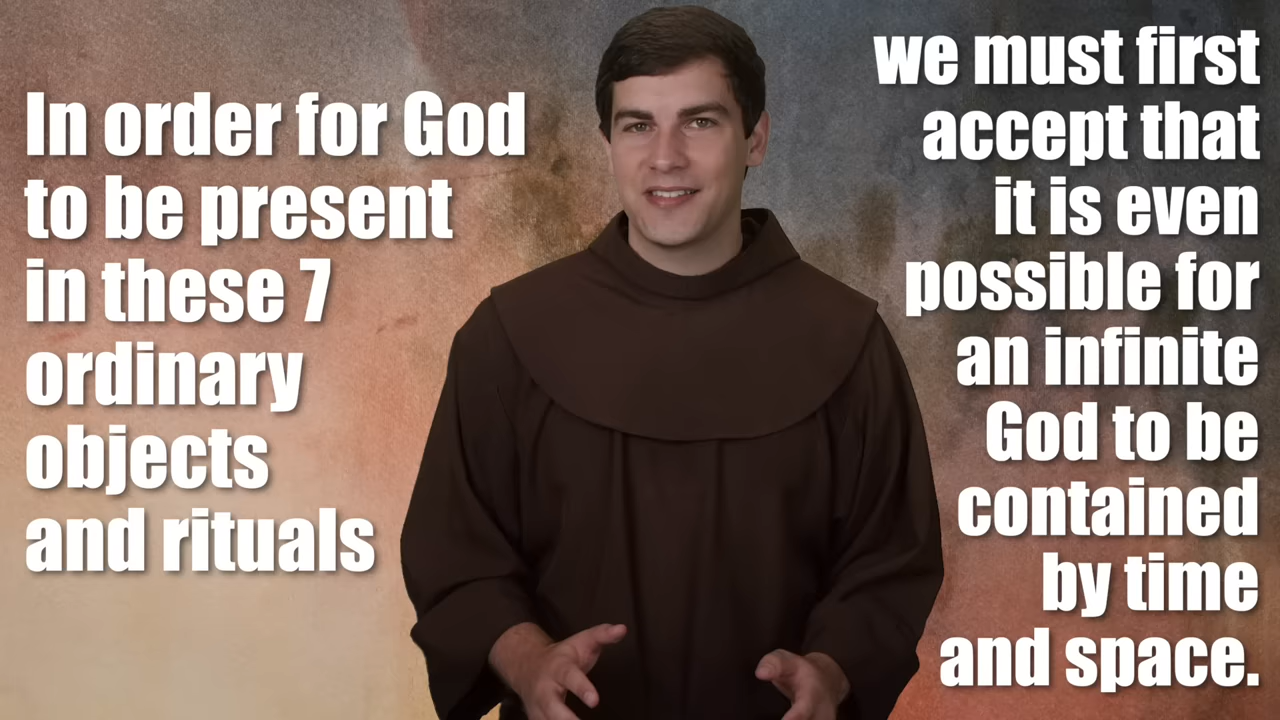 In order for God
to be present
in these 7
ordinary
objects
and rituals
we must first
accept that
it is even
possible for
an infinite
God to be
contained
by time
and space.